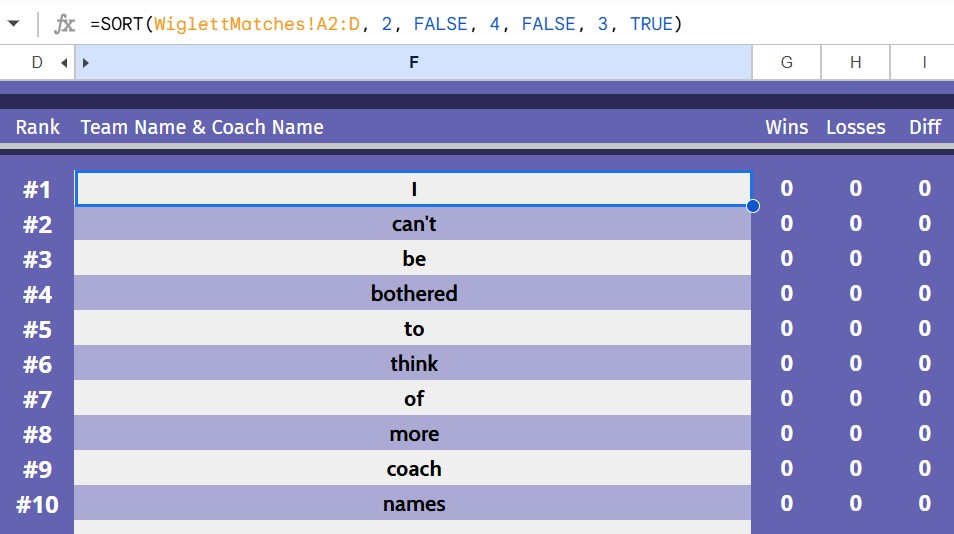 =SORT(WiglettMatches!A2:D, 2, FALSE, 4, FALSE, 3, TRUE)
D F G H I
Rank Team Name & Coach Name Wins Losses Diff
#1 I 0 0 0
#2 can't 0 0 0
#3 be 0 0 0
#4 bothered 0 0 0
#5 to 0 0 0
#6 think 0 0 0
#7 of 0 0 0
#8 more 0 0 0
#9 coach 0 0 0
#10 names 0 0 0